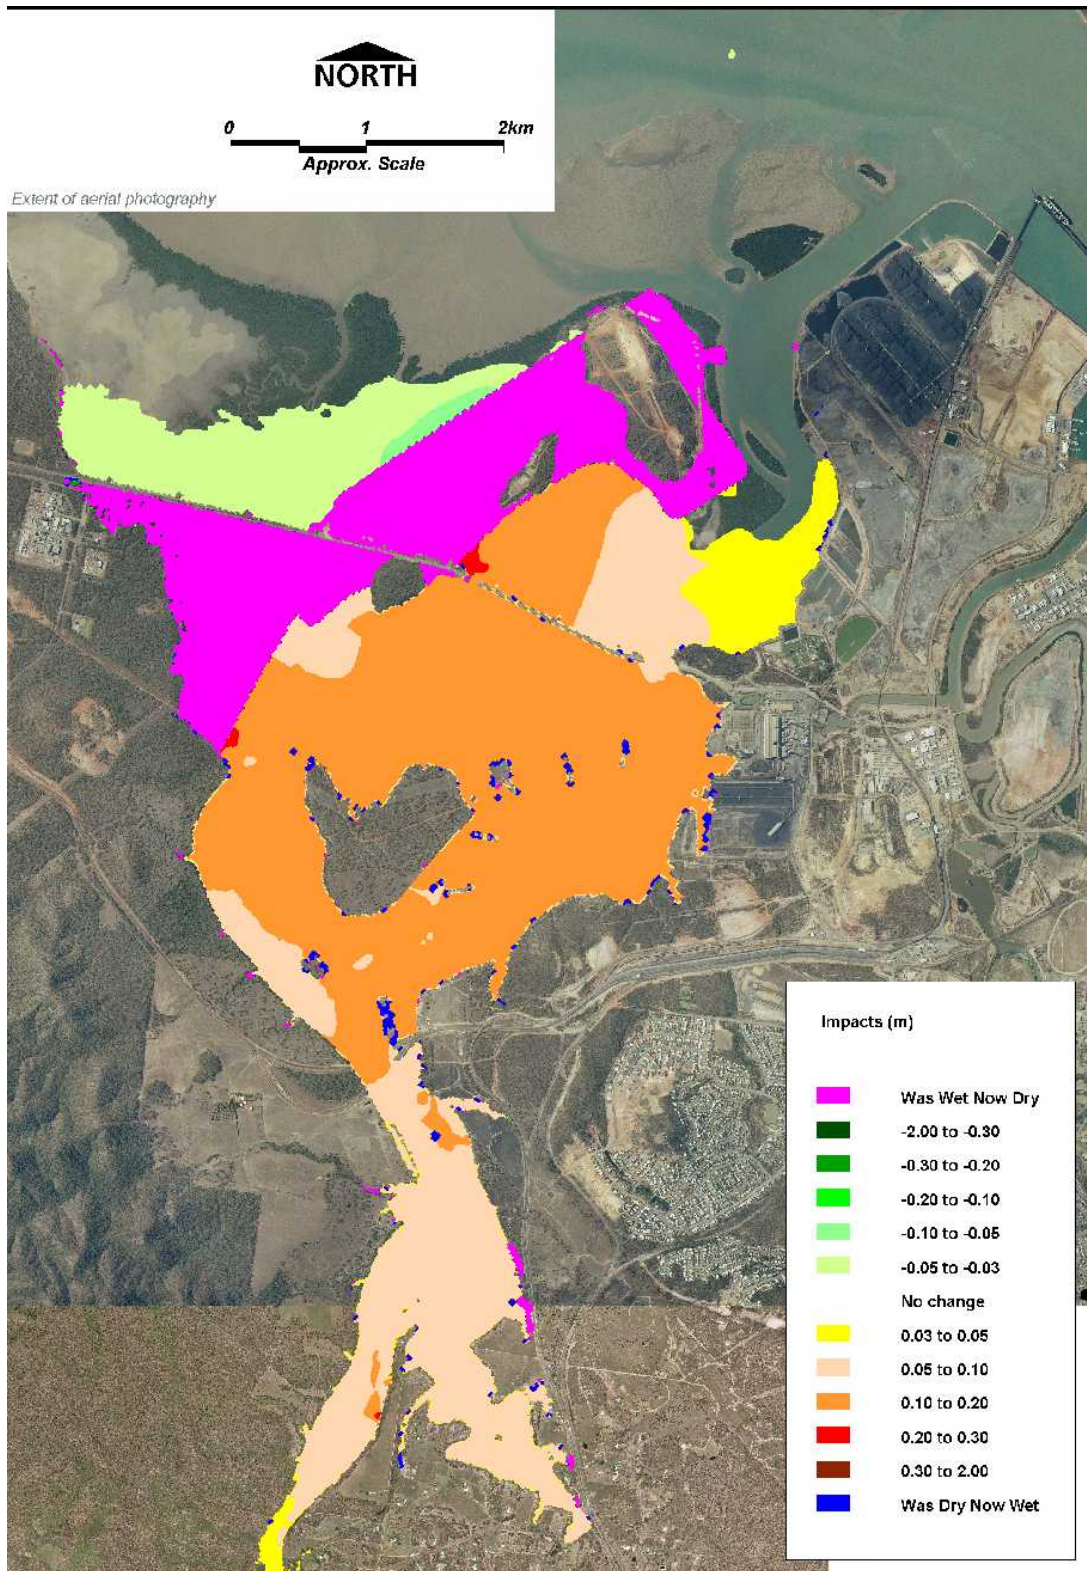 NORTH
0 1 2km
Approx. Scale
Extent of aerial photography
Impacts (m)
Was Wet Now Dry
-2.00 to -0.30
-0.30 to -0.20
-0.20 to -0.10
-0.10 to -0.05
-0.05 to -0.03
No change
0.03 to 0.05
0.05 to 0.10
0.10 to 0.20
0.20 to 0.30
0.30 to 2.00
Was Dry Now Wet